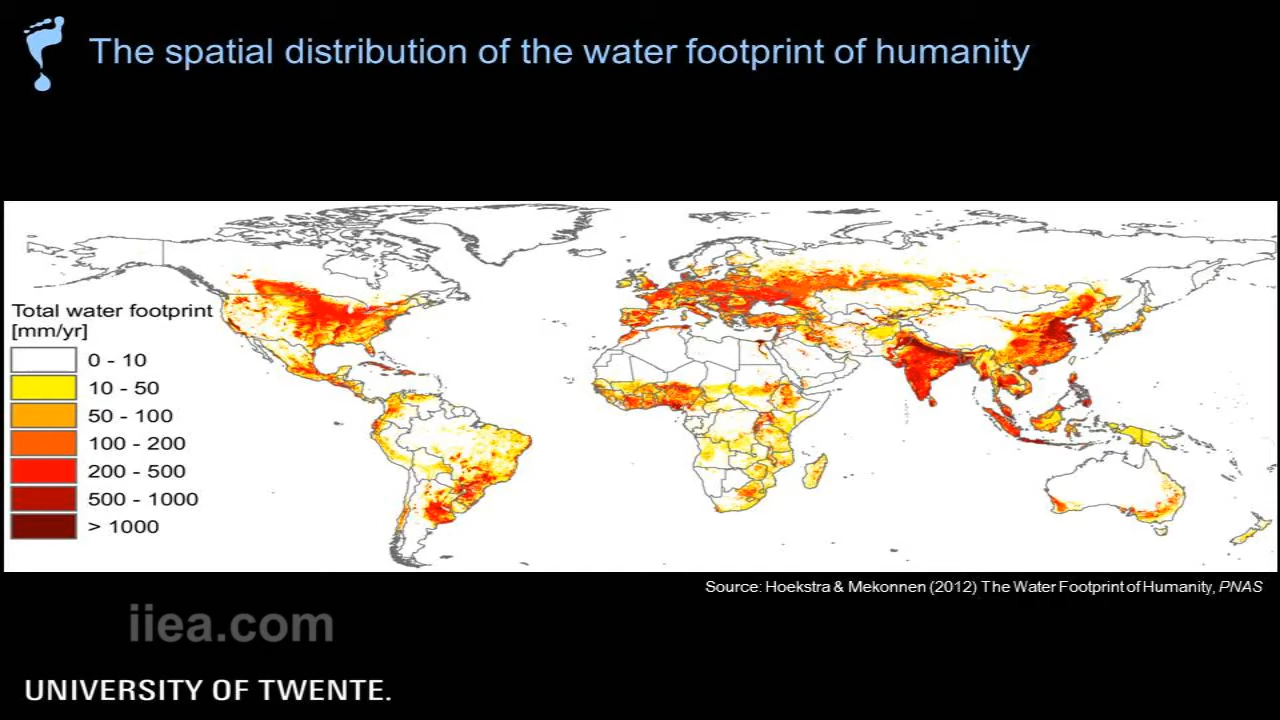 The spatial distribution of the water footprint of humanity
Total water footprint
[mm/yr]
0 - 10
10 - 50
50 - 100
100 - 200
200 - 500
500 - 1000
> 1000
Source: Hoekstra & Mekonnen (2012) The Water Footprint of Humanity, PNAS
iiea.com
UNIVERSITY OF TWENTE.